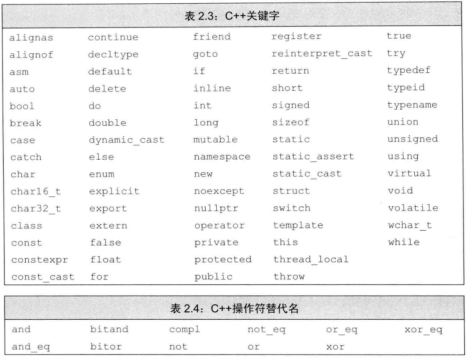 表 2.3：C++关键字
alignas continue friend register true
alignof decltype goto reinterpret_cast try
asm default if return typedef
auto delete inline short typeid
bool do int signed typename
break double long sizeof union
case dynamic_cast mutable static unsigned
catch else namespace static_assert using
char enum new static_cast virtual
char16_t explicit noexcept struct void
char32_t export nullptr switch volatile
class extern operator template wchar_t
const false private this while
constexpr float protected thread_local
const_cast for public throw
表 2.4：C++操作符替代名
and bitand compl not_eq or_eq xor_eq
and_eq bitor not or xor